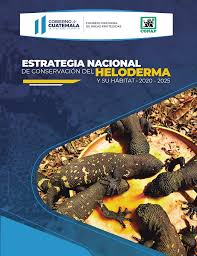 GOBIERNO de
GUATEMALA
CONSEJO NACIONAL
DE ÁREAS PROTEGIDAS
CONAP
ESTRATEGIA NACIONAL
DE CONSERVACIÓN DEL HELODERMA
Y SU HÁBITAT - 2020 - 2025